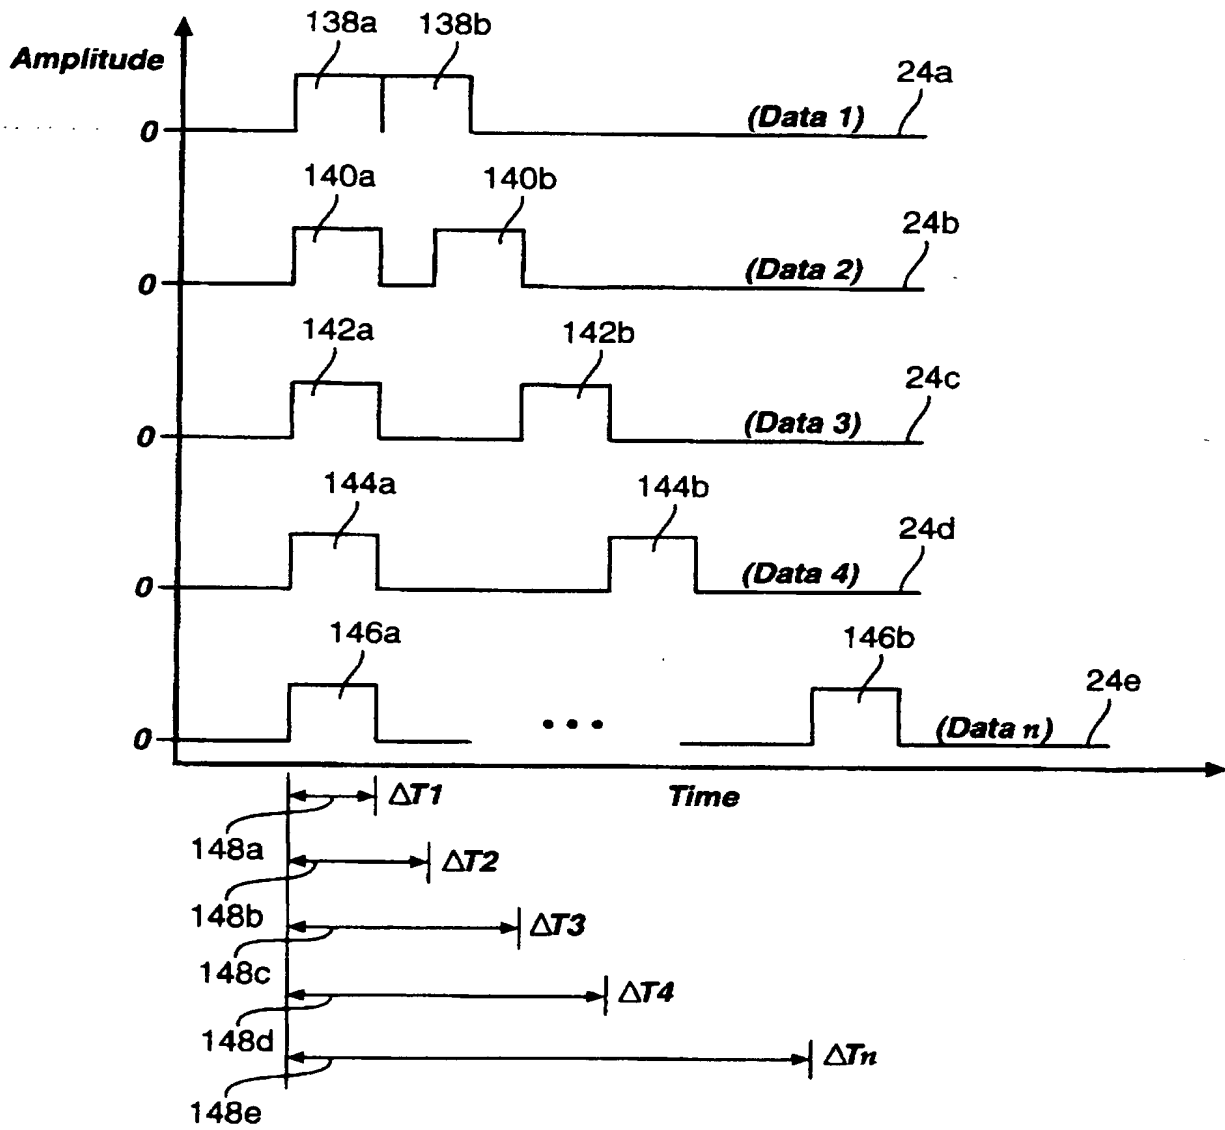 138a 138b
Amplitude
24a
(Data 1)
0
140a 140b
24b
(Data 2)
0
142a 142b
24c
(Data 3)
0
144a 144b
24d
(Data 4)
0
146a 146b
24e
(Data n)
0
Time
ΔT1
148a
ΔT2
148b
ΔT3
148c
ΔT4
148d
ΔTn
148e